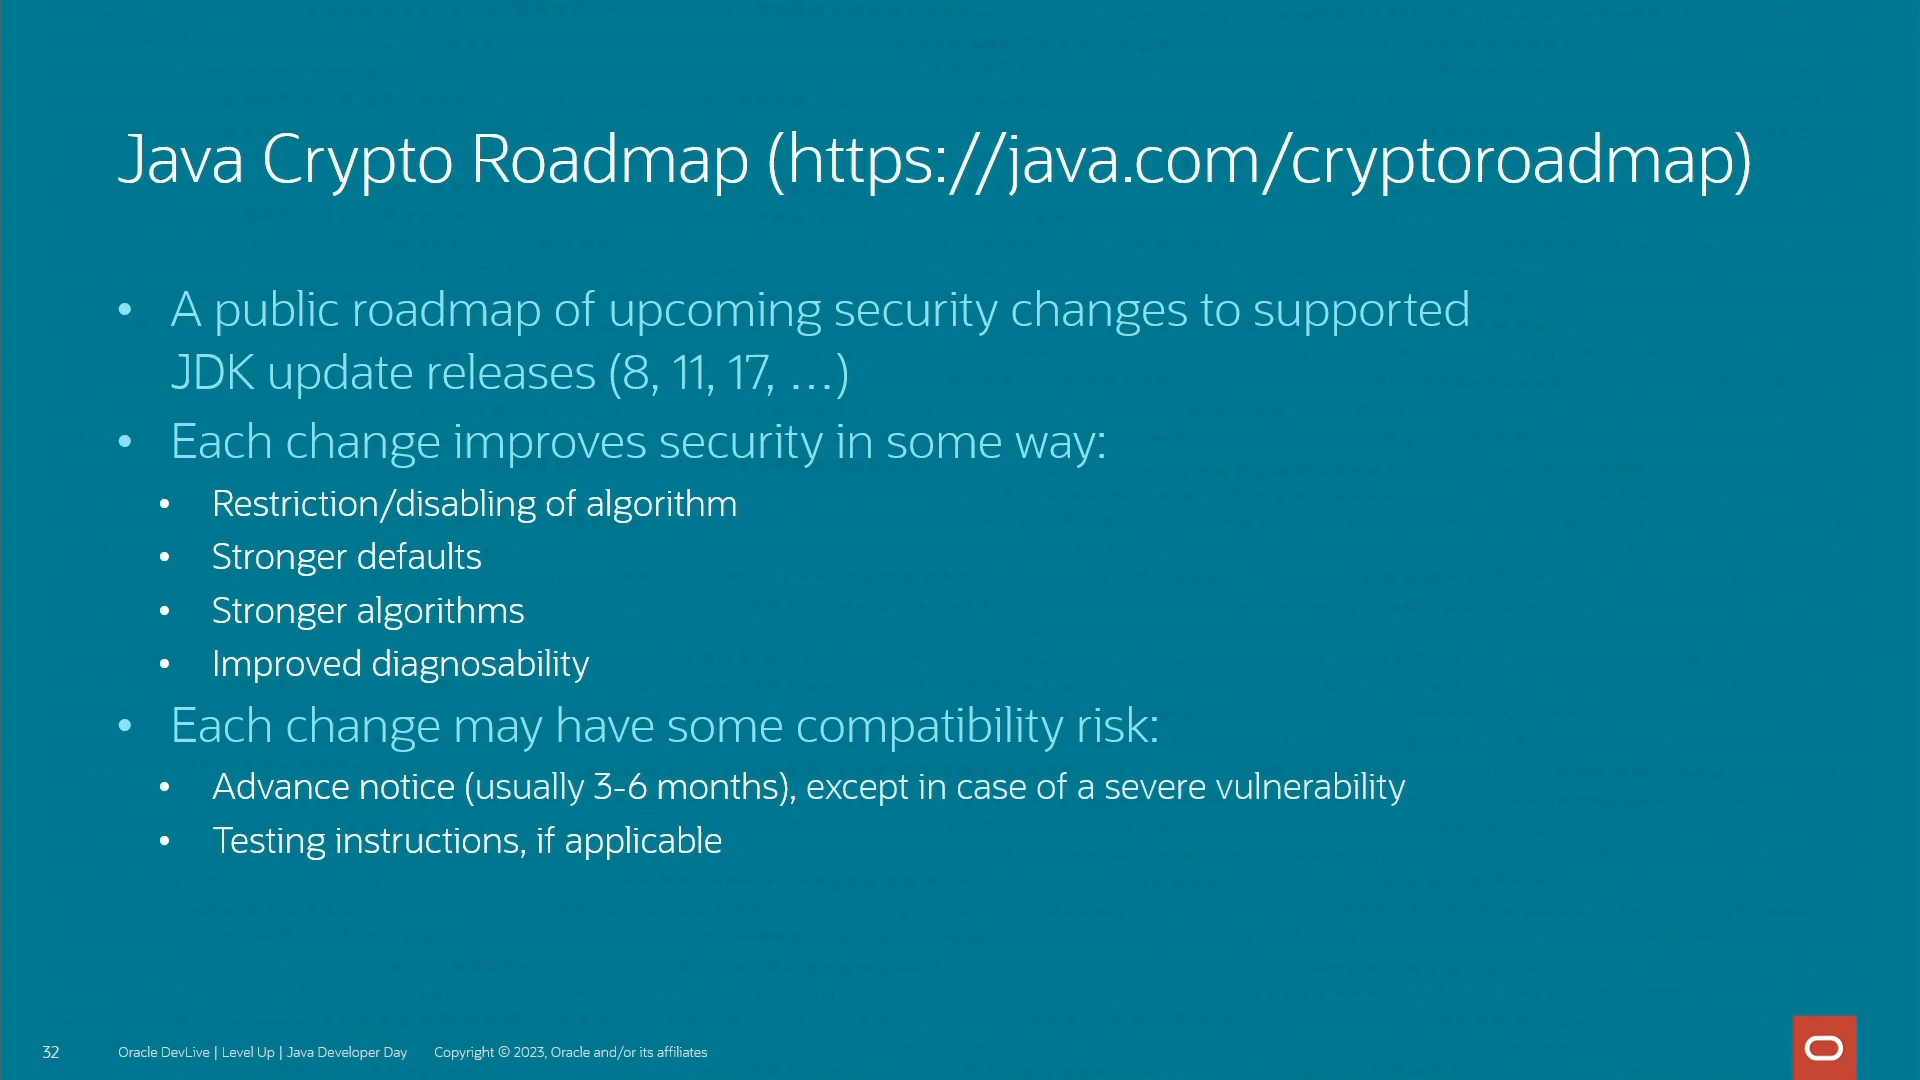 Java Crypto Roadmap (https://java.com/cryptoroadmap)
• A public roadmap of upcoming security changes to supported
JDK update releases (8, 11, 17, …)
• Each change improves security in some way:
• Restriction/disabling of algorithm
• Stronger defaults
• Stronger algorithms
• Improved diagnosability
• Each change may have some compatibility risk:
• Advance notice (usually 3-6 months), except in case of a severe vulnerability
• Testing instructions, if applicable
32 Oracle DevLive | Level Up | Java Developer Day Copyright © 2023, Oracle and/or its affiliates